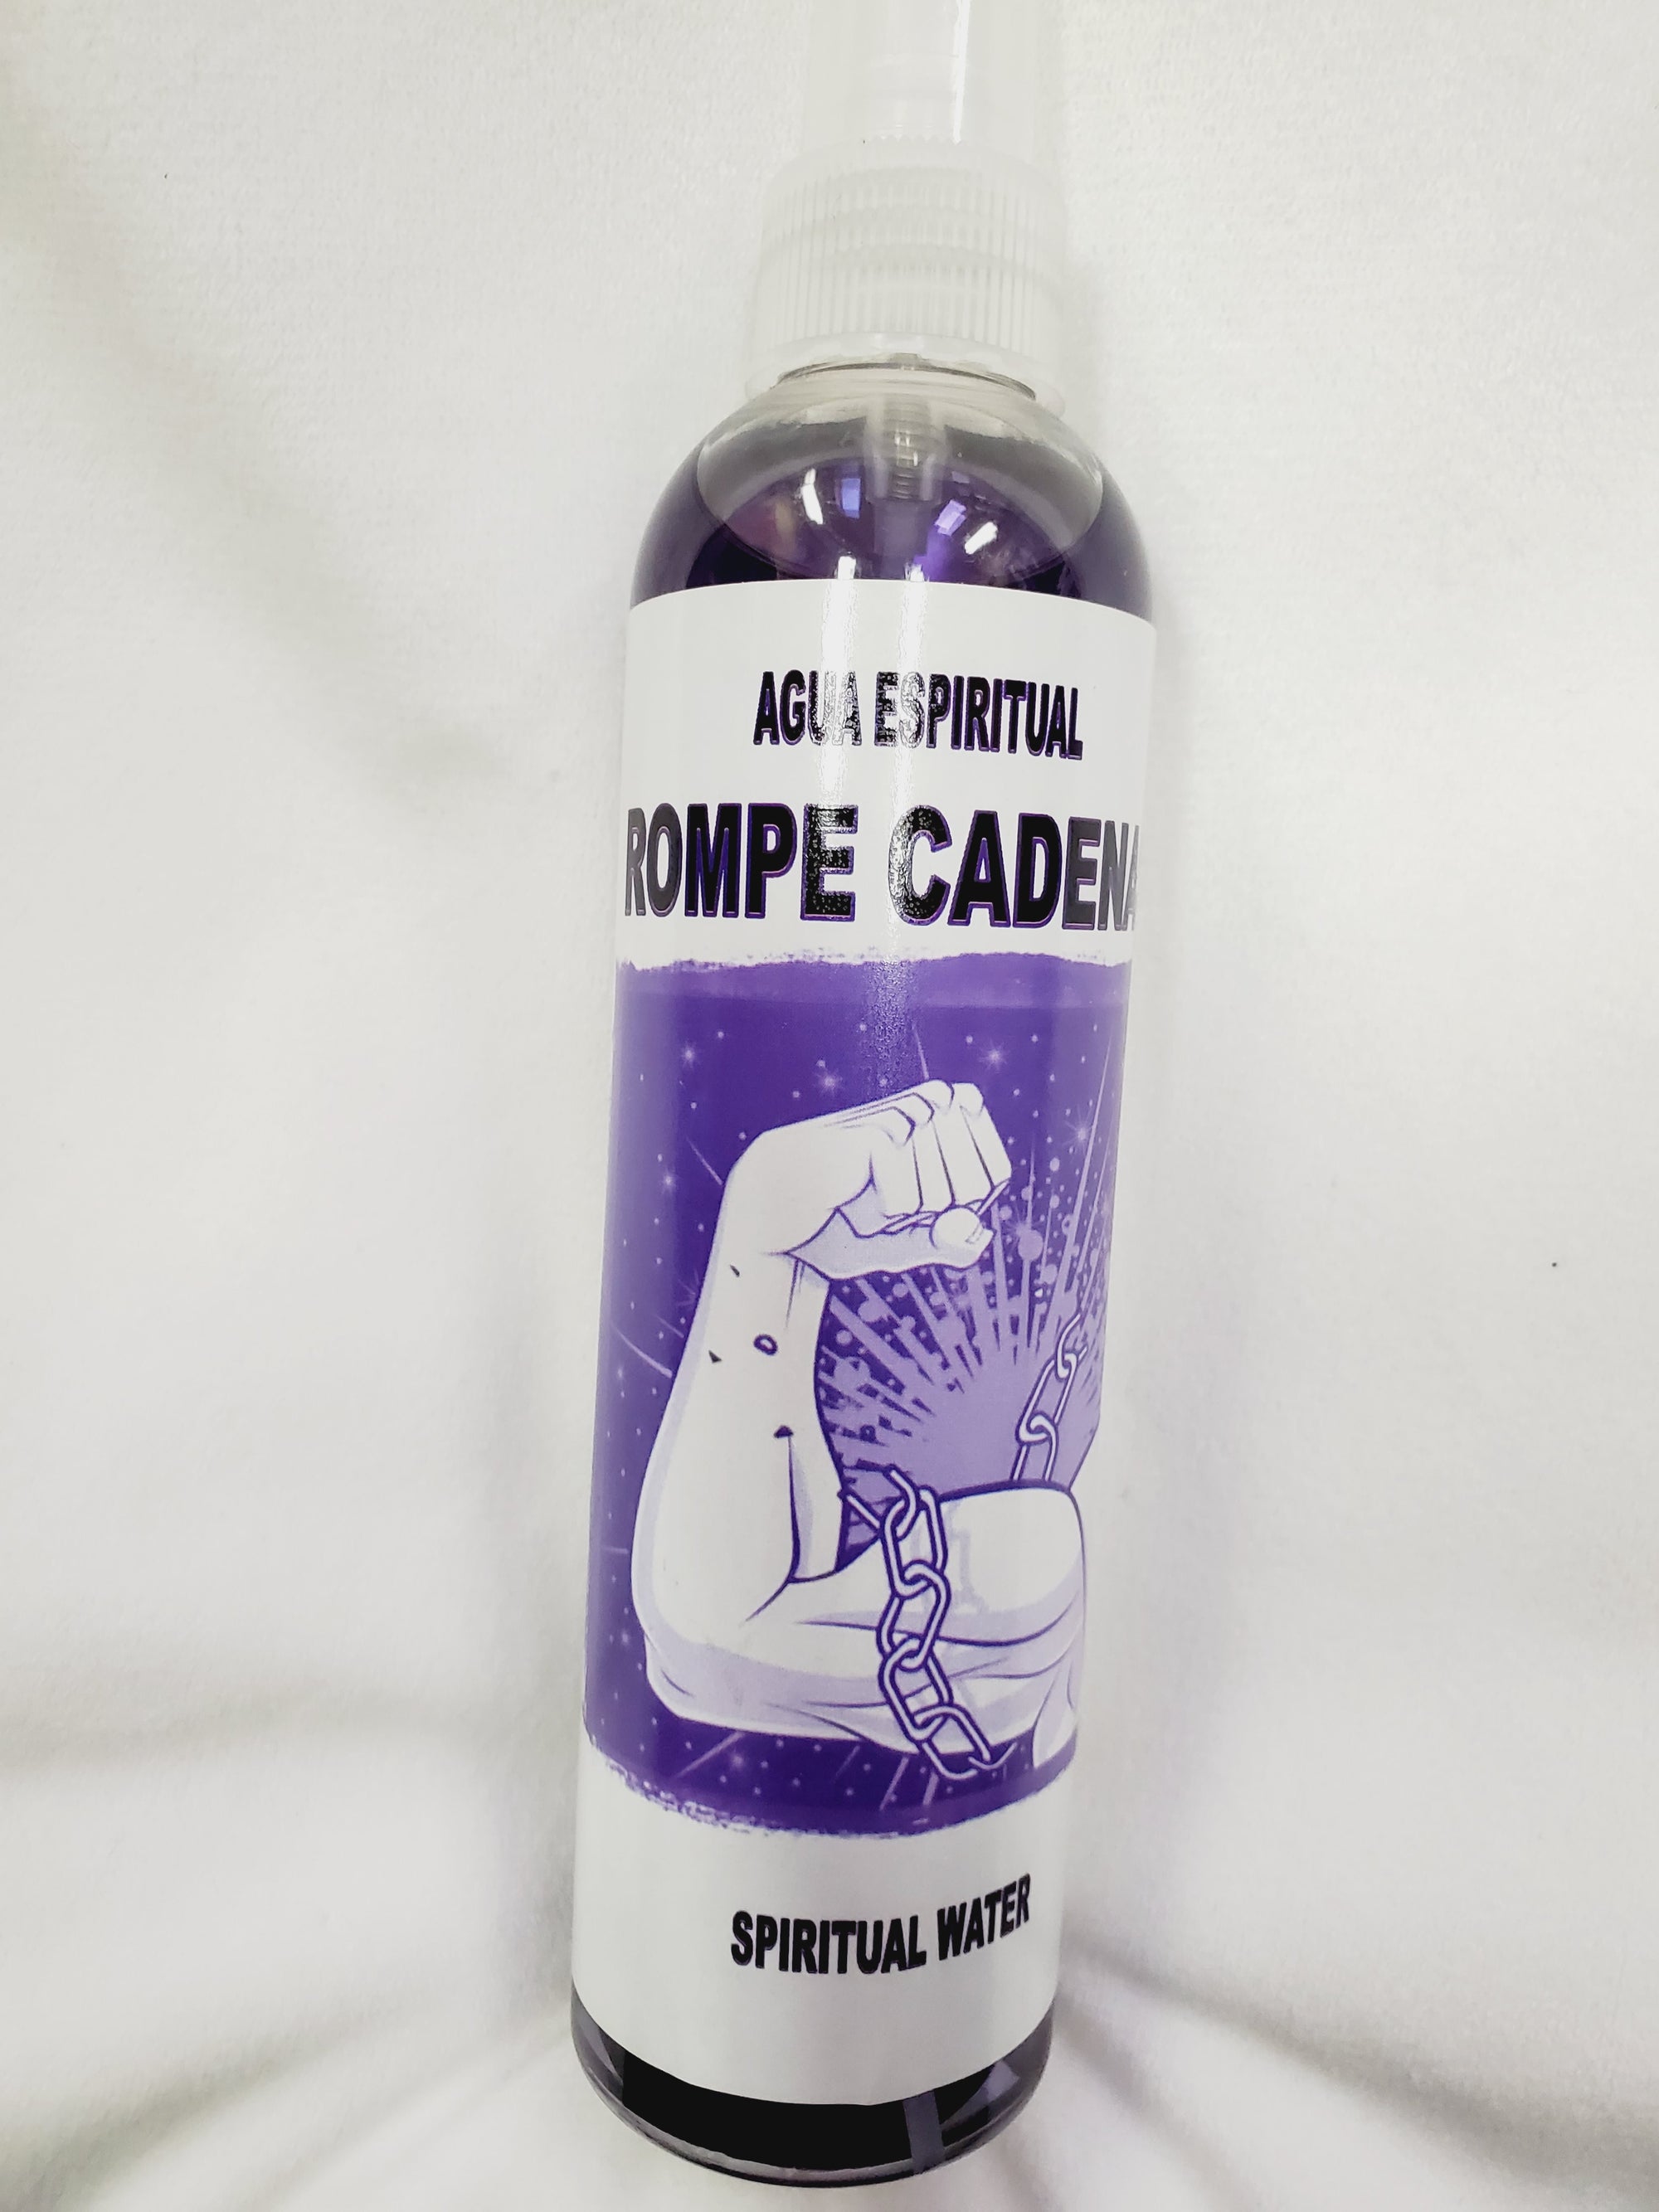 AGUA ESPIRITUAL
ROMPE CADENA
SPIRITUAL WATER